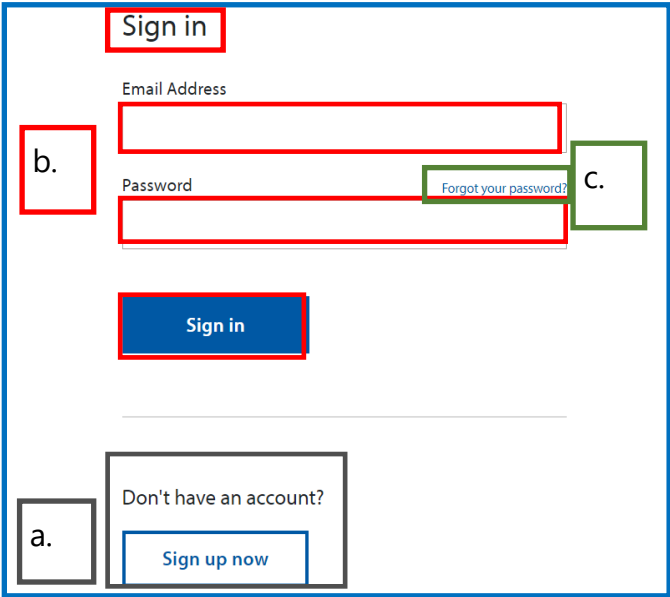 Sign in
Email Address
b.
Password
Forgot your password?
c.
Sign in
Don't have an account?
a.
Sign up now